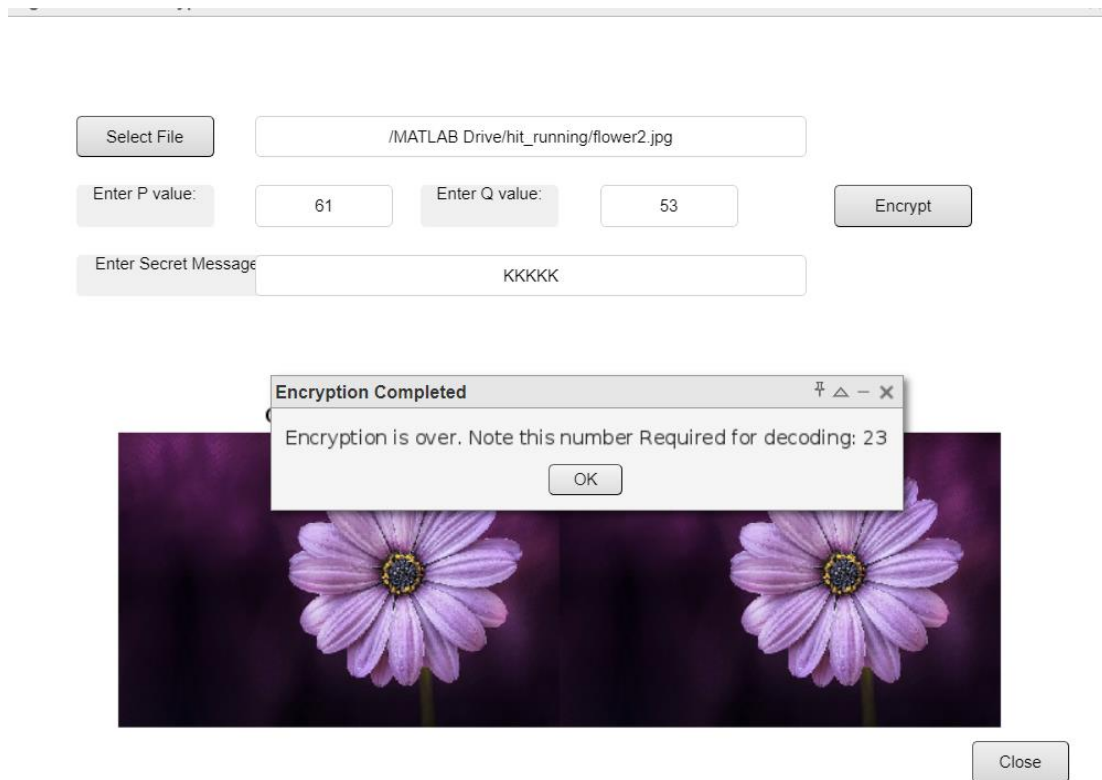 Select File
/MATLAB Drive/hit_running/flower2.jpg
Enter P value:
61
Enter Q value:
53
Encrypt
Enter Secret Message
KKKKK
Encryption Completed
Encryption is over. Note this number Required for decoding: 23
OK
Close